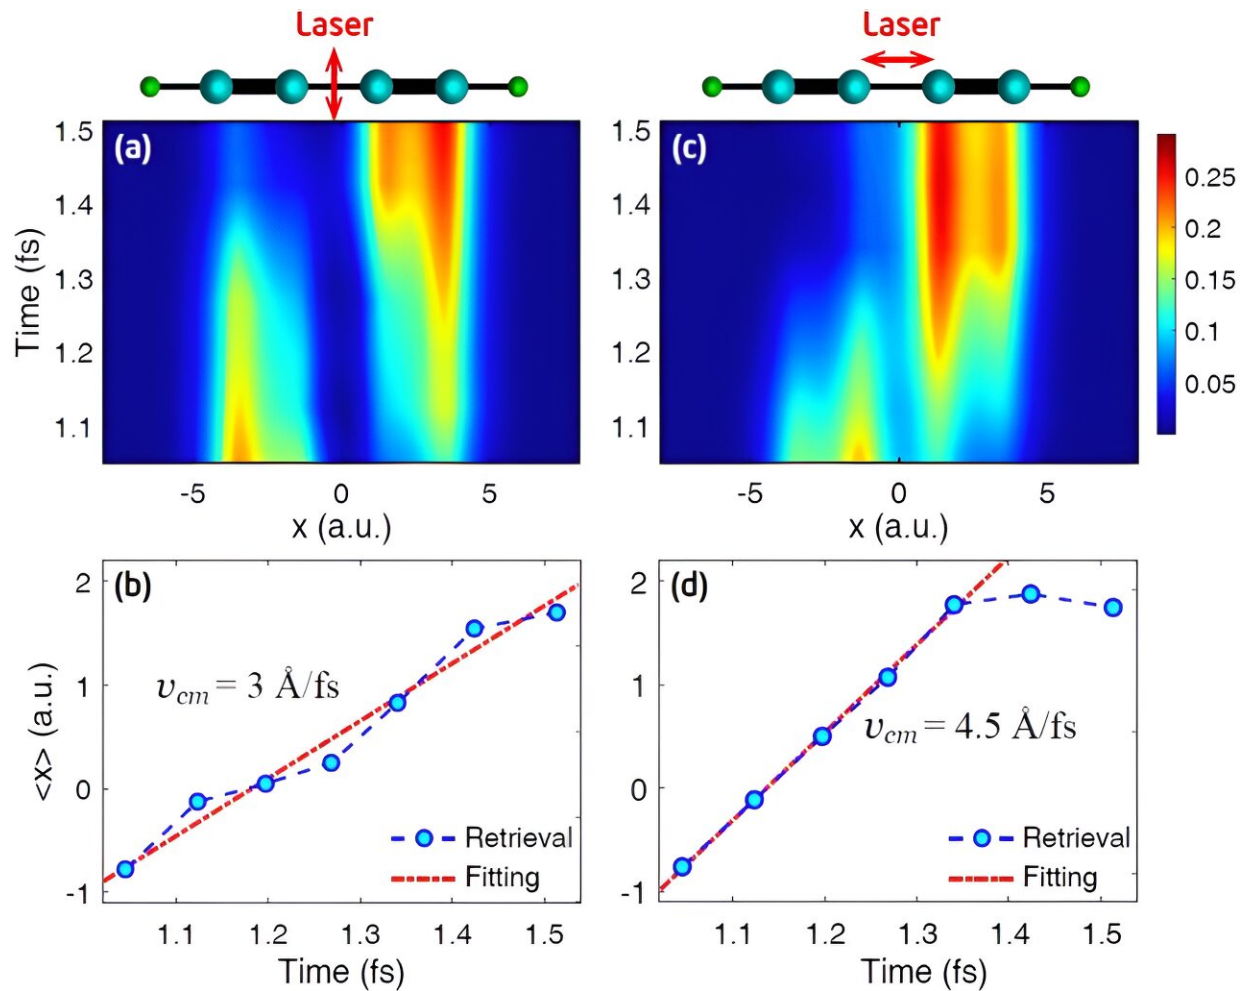 Laser
Laser
(a)
(c)
1.5
1.4
1.3
1.2
1.1
Time (fs)
-5 0 5
x (a.u.)
1.5
1.4
1.3
1.2
1.1
-5 0 5
x (a.u.)
0.25
0.2
0.15
0.1
0.05
(b)
2
1
0
-1
<x> (a.u.)
v_cm = 3 Å/fs
Retrieval
Fitting
1.1 1.2 1.3 1.4 1.5
Time (fs)
(d)
2
1
0
-1
v_cm = 4.5 Å/fs
Retrieval
Fitting
1.1 1.2 1.3 1.4 1.5
Time (fs)